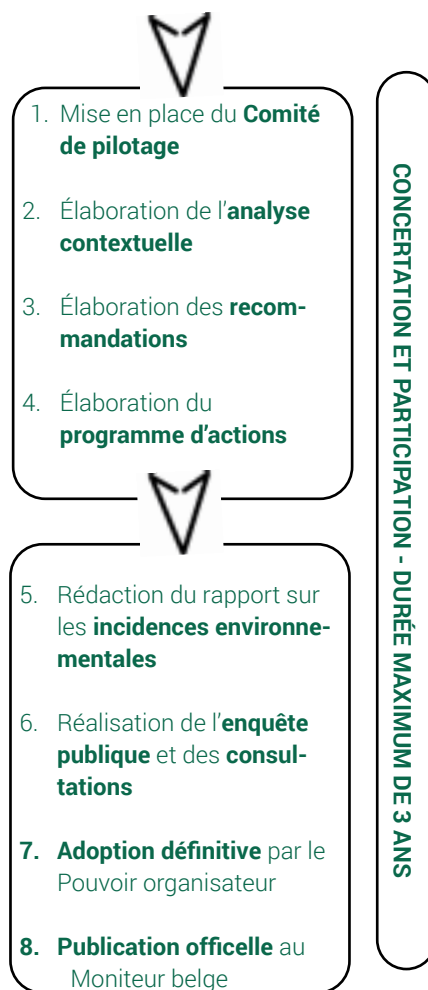 1. Mise en place du Comité
de pilotage
2. Élaboration de l'analyse
contextuelle
3. Élaboration des recom-
mandations
4. Élaboration du
programme d'actions
5. Rédaction du rapport sur
les incidences environne-
mentales
6. Réalisation de l'enquête
publique et des consul-
tations
7. Adoption définitive par le
Pouvoir organisateur
8. Publication officelle au
Moniteur belge
CONCERTATION ET PARTICIPATION - DURÉE MAXIMUM DE 3 ANS